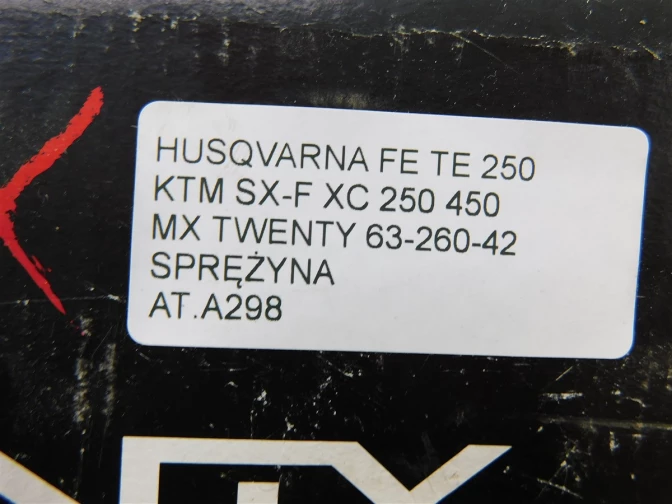 HUSQVARNA FE TE 250
KTM SX-F XC 250 450
MX TWENTY 63-260-42
SPRĘŻYNA
AT.A298